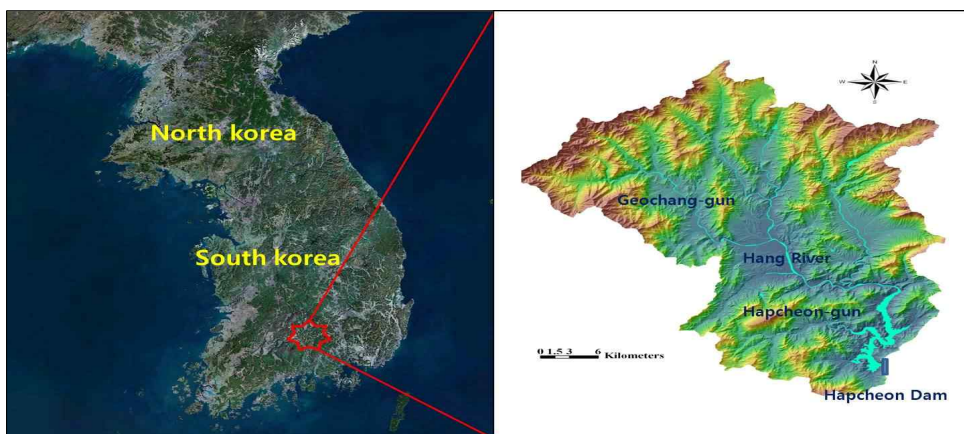 North korea
South korea
N
W E
S
Geochang-gun
Hang River
Hapcheon-gun
0 1.5 3 6 Kilometers
Hapcheon Dam